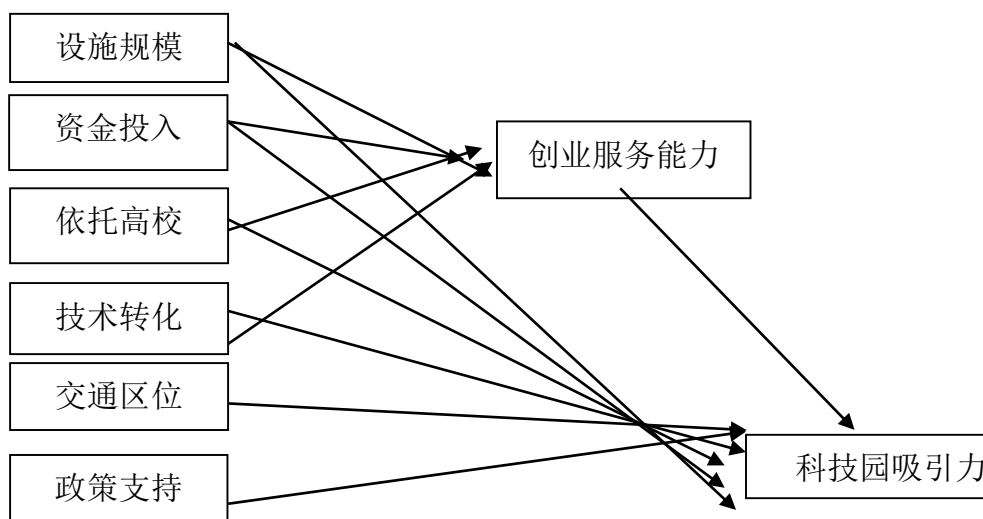 设施规模
资金投入
创业服务能力
依托高校
技术转化
交通区位
科技园吸引力
政策支持